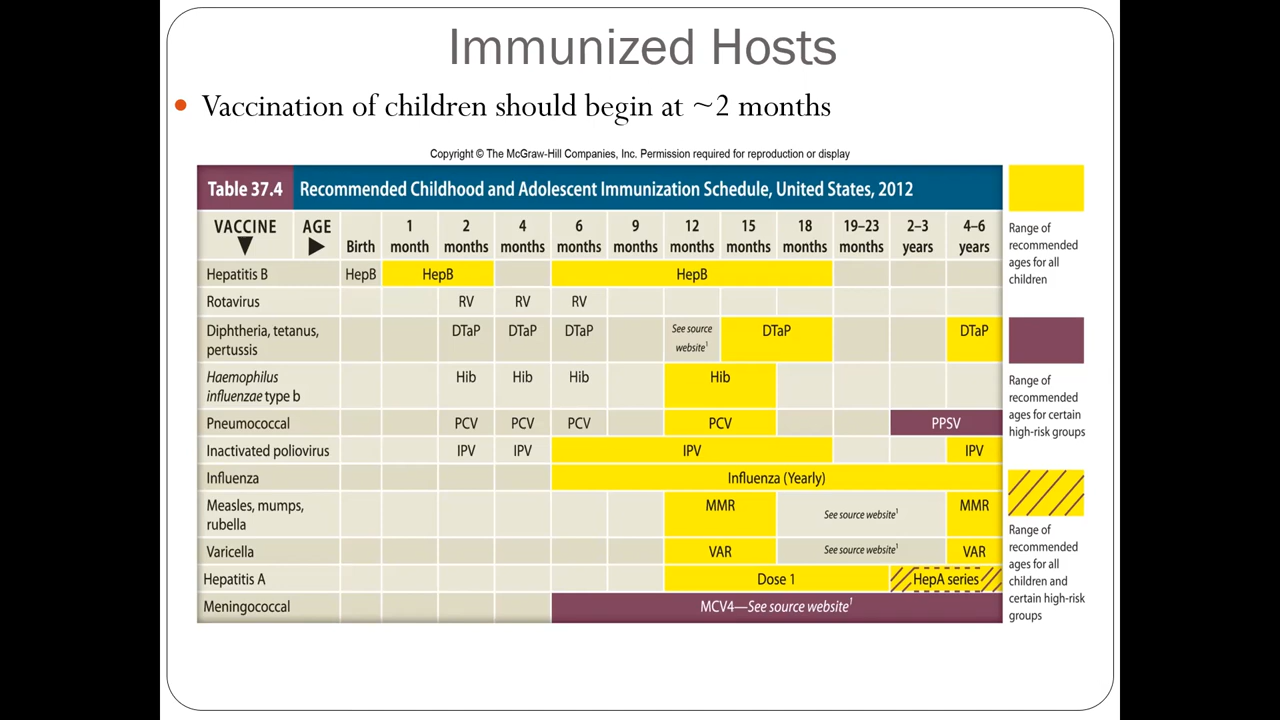 Immunized Hosts
• Vaccination of children should begin at ~2 months
Copyright © The McGraw-Hill Companies, Inc. Permission required for reproduction or display
Table 37.4 Recommended Childhood and Adolescent Immunization Schedule, United States, 2012
VACCINE ▼ AGE ▶ Birth 1 month 2 months 4 months 6 months 9 months 12 months 15 months 18 months 19–23 months 2–3 years 4–6 years
Hepatitis B HepB HepB HepB
Rotavirus RV RV RV
Diphtheria, tetanus, pertussis DTaP DTaP DTaP See source website¹ DTaP DTaP
Haemophilus influenzae type b Hib Hib Hib Hib
Pneumococcal PCV PCV PCV PCV PPSV
Inactivated poliovirus IPV IPV IPV IPV
Influenza Influenza (Yearly)
Measles, mumps, rubella MMR See source website¹ MMR
Varicella VAR See source website¹ VAR
Hepatitis A Dose 1 HepA series
Meningococcal MCV4—See source website¹
Range of
recommended
ages for all
children
Range of
recommended
ages for certain
high-risk groups
Range of
recommended
ages for all
children and
certain high-risk
groups